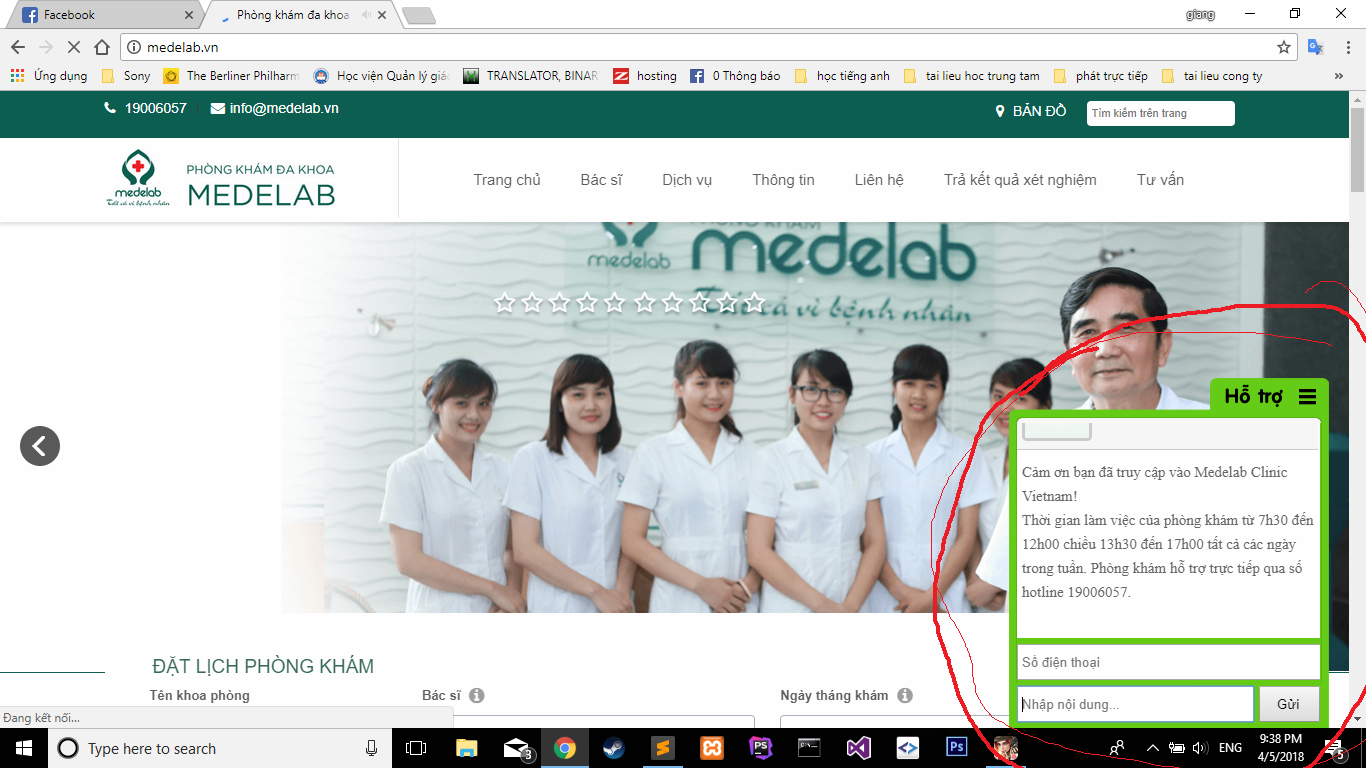 Facebook
Phòng khám đa khoa
giang
medelab.vn
Ứng dụng
Sony
The Berliner Philharm
Học viện Quản lý giáo
TRANSLATOR, BINAR
hosting
0 Thông báo
học tiếng anh
tai lieu hoc trung tam
phát trực tiếp
tai lieu cong ty
19006057
info@medelab.vn
BẢN ĐỒ
Tìm kiếm trên trang
medelab
Tất cả vì bệnh nhân
PHÒNG KHÁM ĐA KHOA
MEDELAB
Trang chủ
Bác sĩ
Dịch vụ
Thông tin
Liên hệ
Trả kết quả xét nghiệm
Tư vấn
PHÒNG KHÁM
medelab
medelab
Tất cả vì bệnh nhân
Hỗ trợ
Cảm ơn bạn đã truy cập vào Medelab Clinic
Vietnam!
Thời gian làm việc của phòng khám từ 7h30 đến
12h00 chiều 13h30 đến 17h00 tất cả các ngày
trong tuần. Phòng khám hỗ trợ trực tiếp qua số
hotline 19006057.
Số điện thoại
Nhập nội dung...
Gửi
ĐẶT LỊCH PHÒNG KHÁM
Tên khoa phòng
Bác sĩ
Ngày tháng khám
Đang kết nối...
Type here to search
3
ENG
9:38 PM
4/5/2018
5